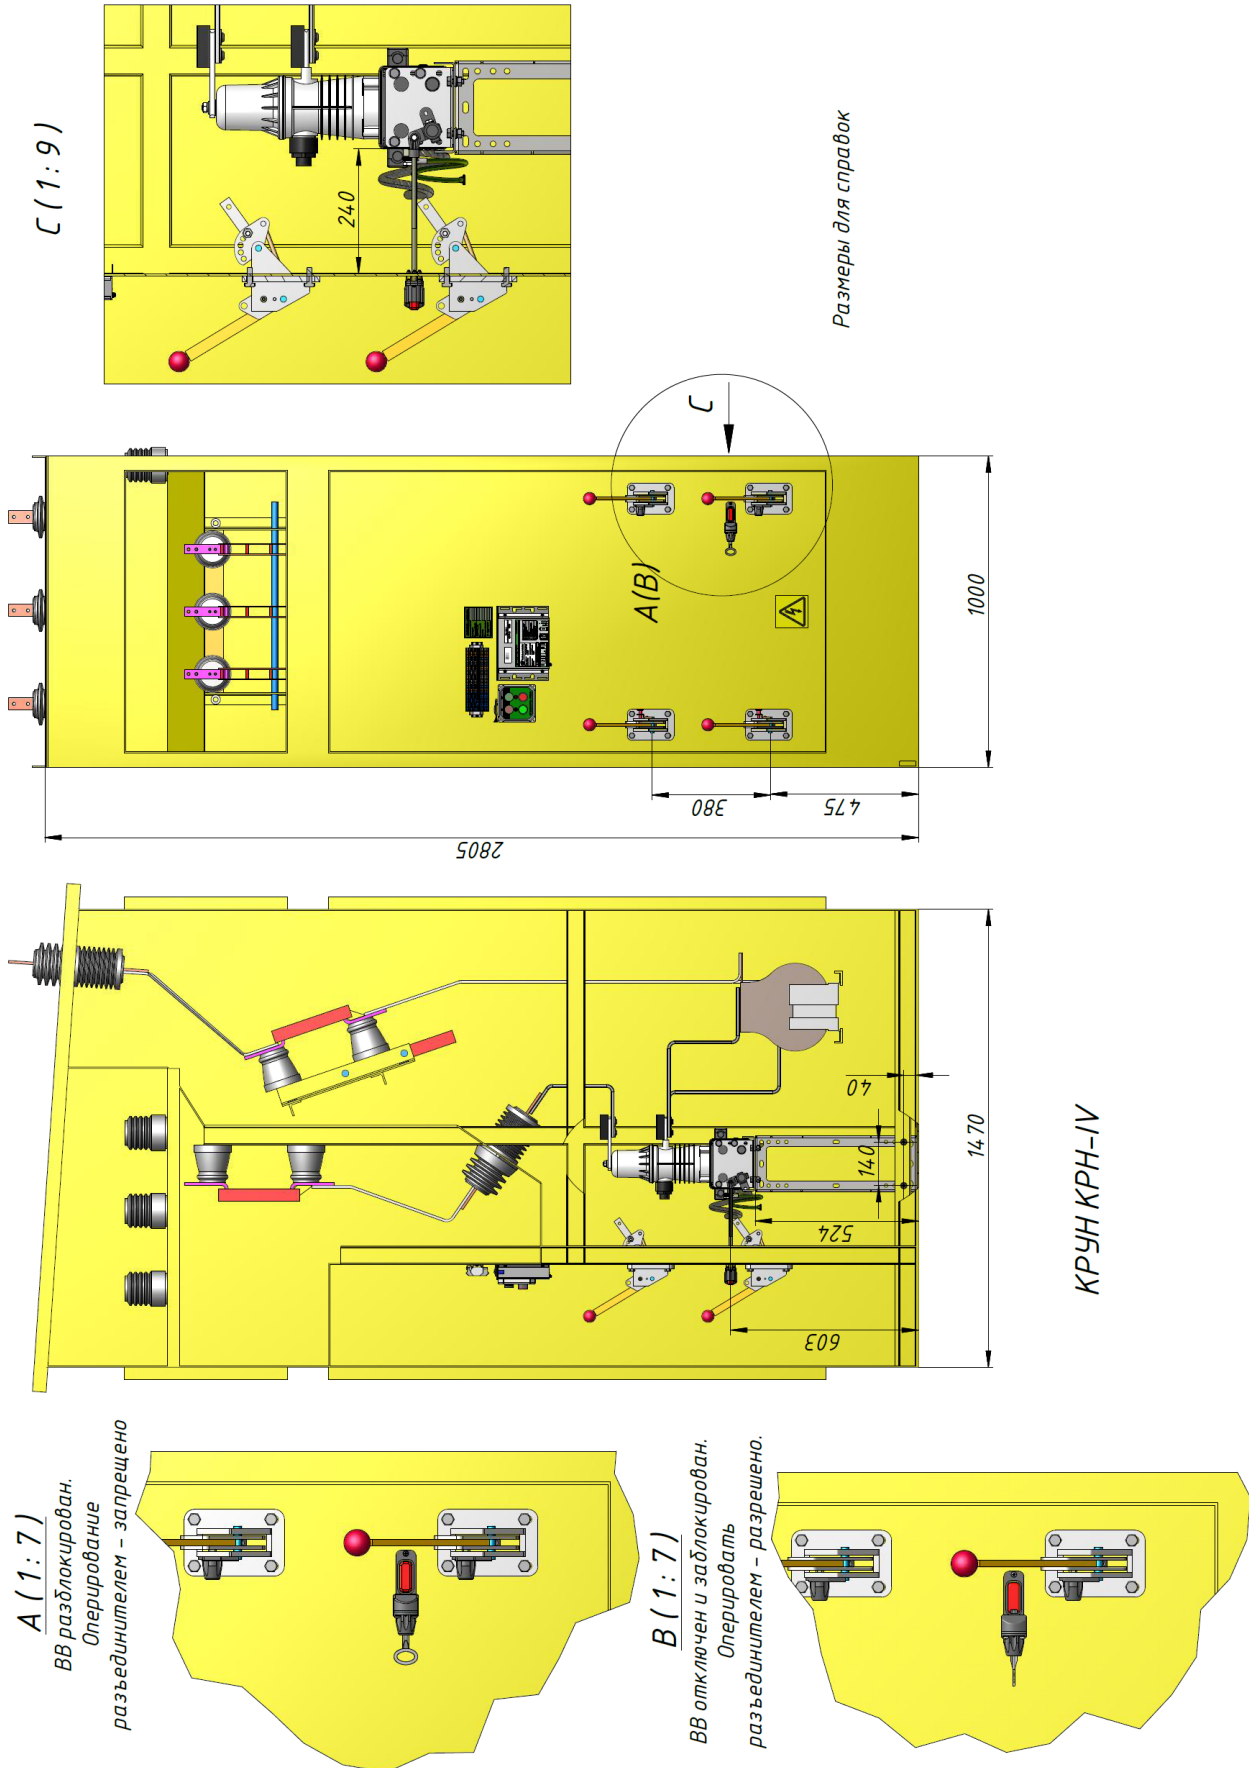 A (1:7)
ВВ разблокирован.
Оперирование
разъединителем - запрещено
B (1:7)
ВВ отключен и заблокирован.
Оперировать
разъединителем - разрешено.
603
524
140
40
1470
КРУН КРН-IV
2805
380
475
1000
A(B)
C
C (1:9)
240
Размеры для справок